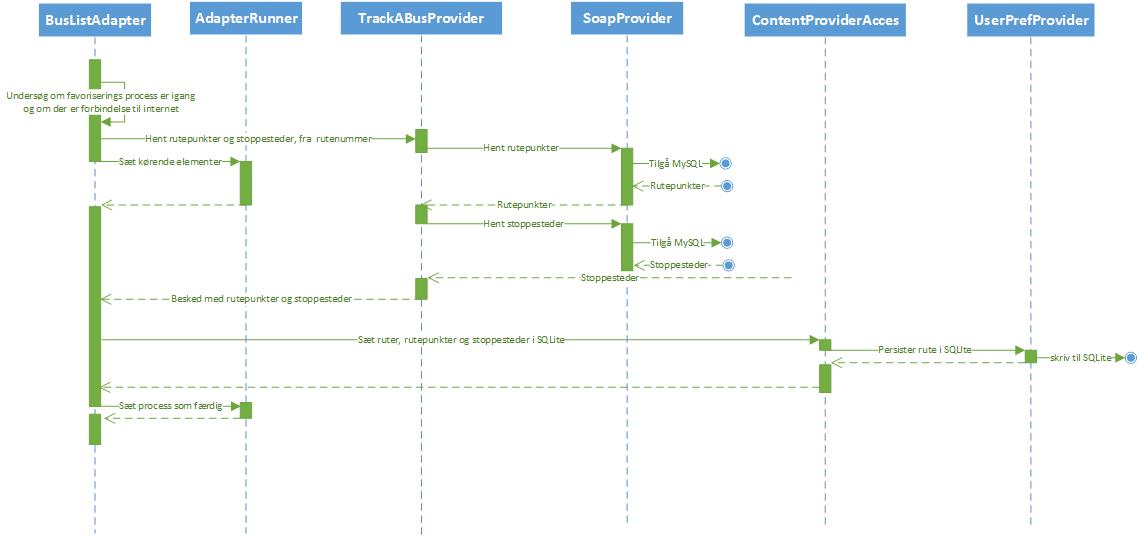 BusListAdapter
AdapterRunner
TrackABusProvider
SoapProvider
ContentProviderAcces
UserPrefProvider
Undersøg om favoriserings process er igang
og om der er forbindelse til internet
Hent rutepunkter og stoppesteder, fra rutenummer
Hent rutepunkter
Sæt kørende elementer
Tilgå MySQL
Rutepunkter
Rutepunkter
Hent stoppesteder
Tilgå MySQL
Stoppesteder
Stoppesteder
Besked med rutepunkter og stoppesteder
Sæt ruter, rutepunkter og stoppesteder i SQLite
Persister rute i SQLite
skriv til SQLite
Sæt process som færdig